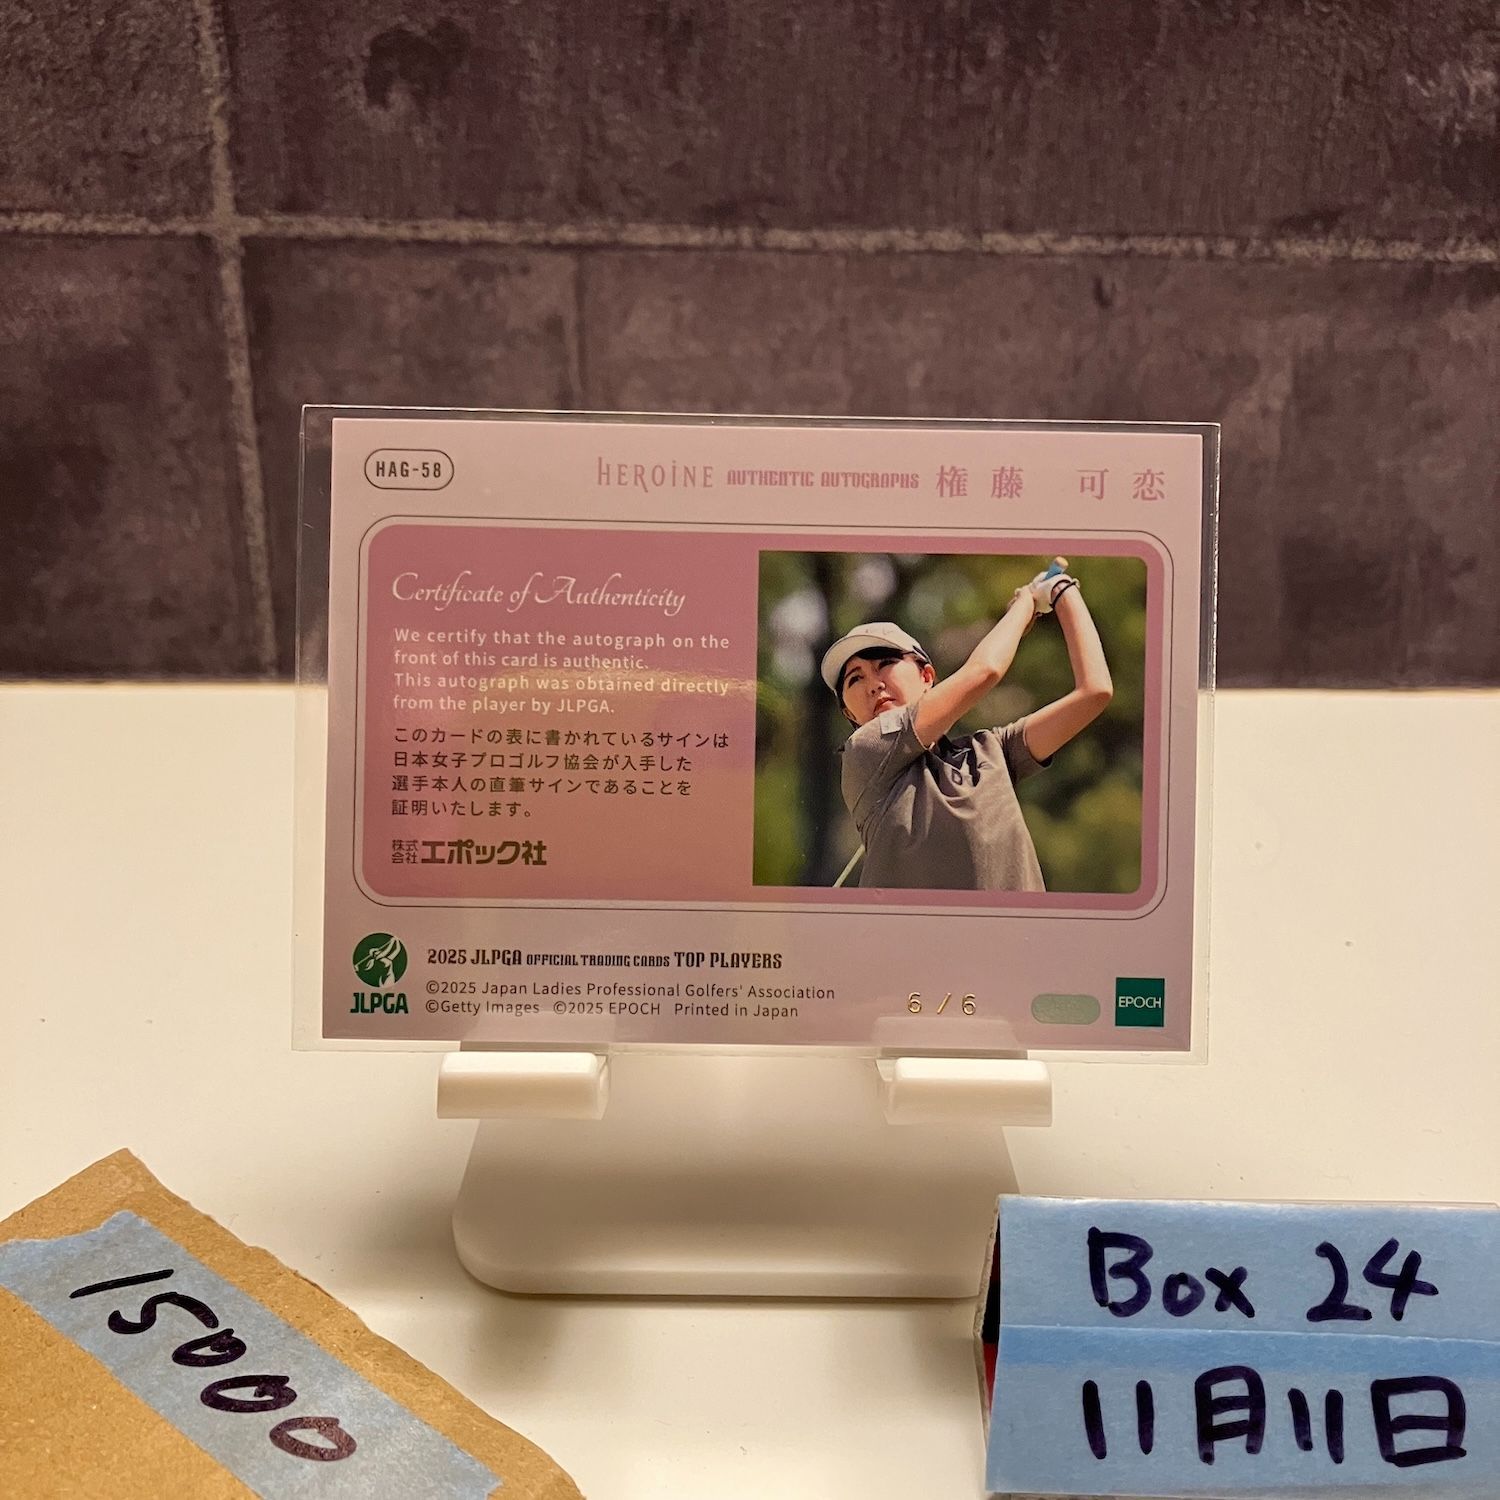 HAG-58
HEROINE AUTHENTIC AUTOGRAPHS 権藤 可恋
Certificate of Authenticity
We certify that the autograph on the
front of this card is authentic.
This autograph was obtained directly
from the player by JLPGA.
このカードの表に書かれているサインは
日本女子プロゴルフ協会が入手した
選手本人の直筆サインであることを
証明いたします。
株式会社エポック社
JLPGA
2025 JLPGA OFFICIAL TRADING CARDS TOP PLAYERS
©2025 Japan Ladies Professional Golfers' Association
©Getty Images ©2025 EPOCH Printed in Japan
6/6
EPOCH
15000
Box 24
11月11日